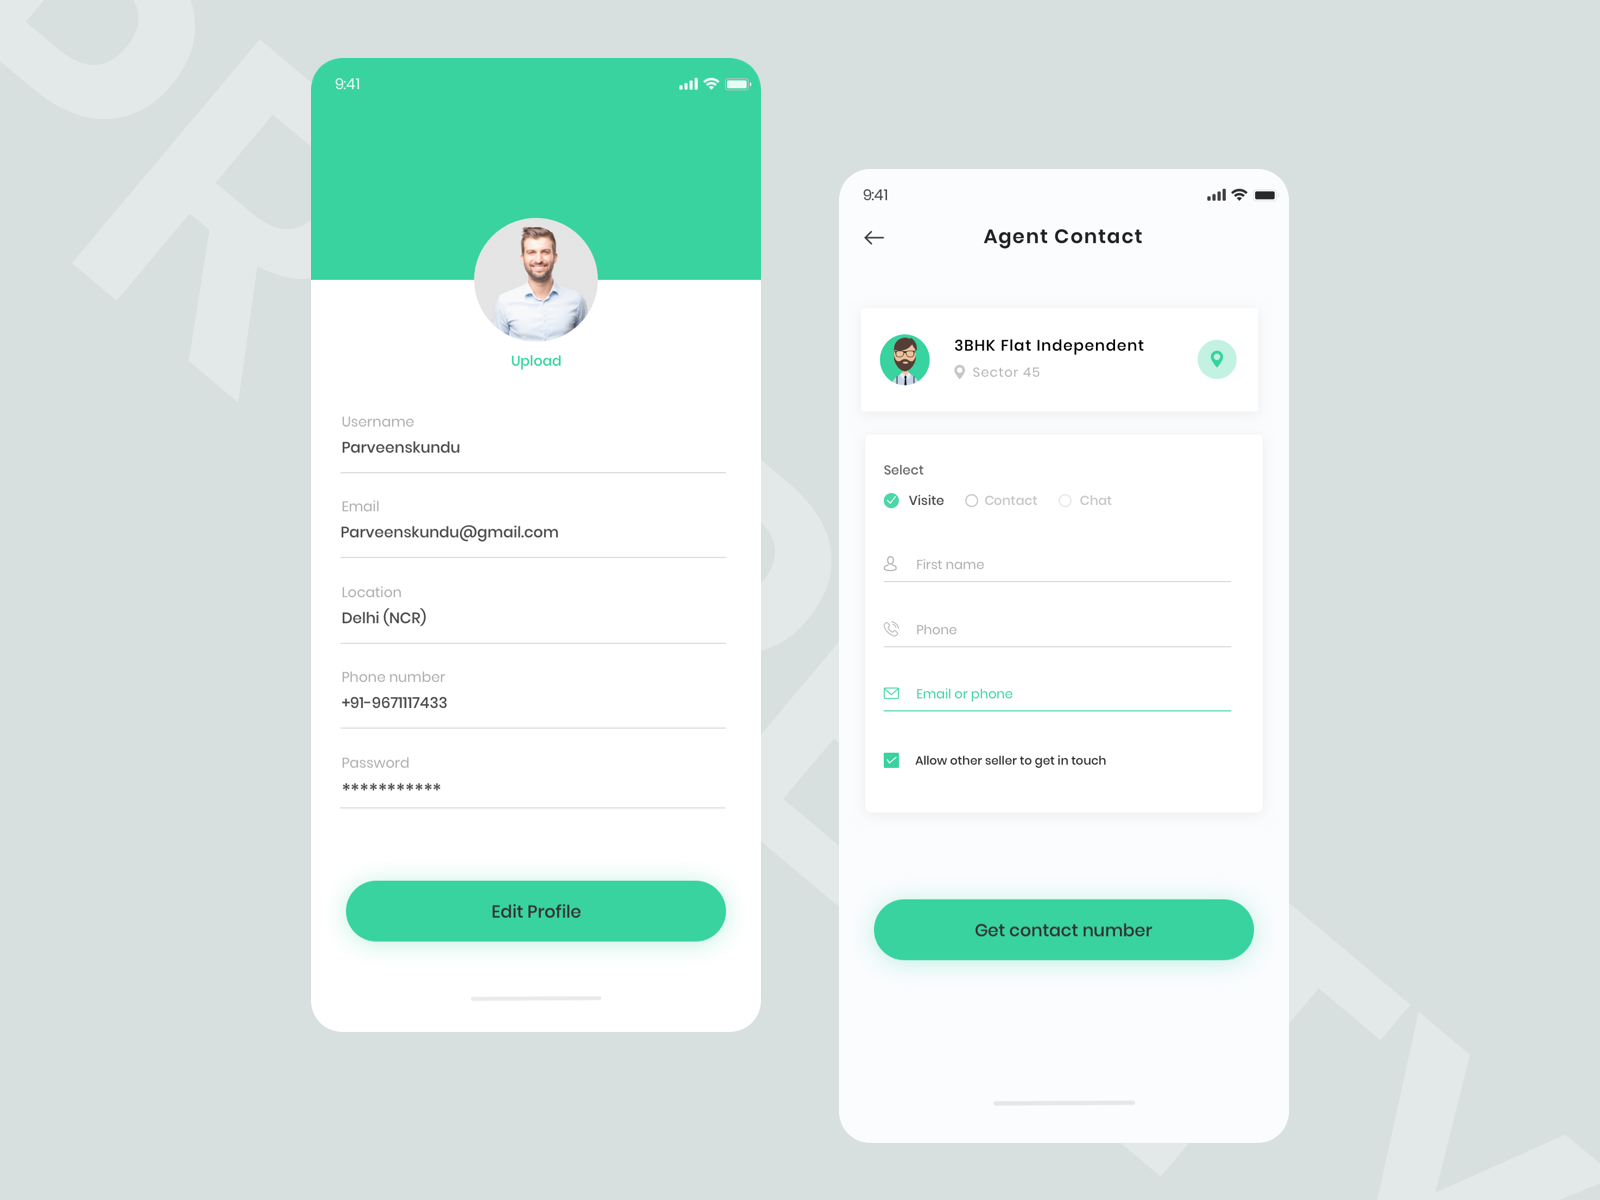 PROPERTY
9:41
Upload
Username
Parveenskundu
Email
Parveenskundu@gmail.com
Location
Delhi (NCR)
Phone number
+91-9671117433
Password
***********
Edit Profile
9:41
Agent Contact
3BHK Flat Independent
Sector 45
Select
Visite
Contact
Chat
First name
Phone
Email or phone
Allow other seller to get in touch
Get contact number